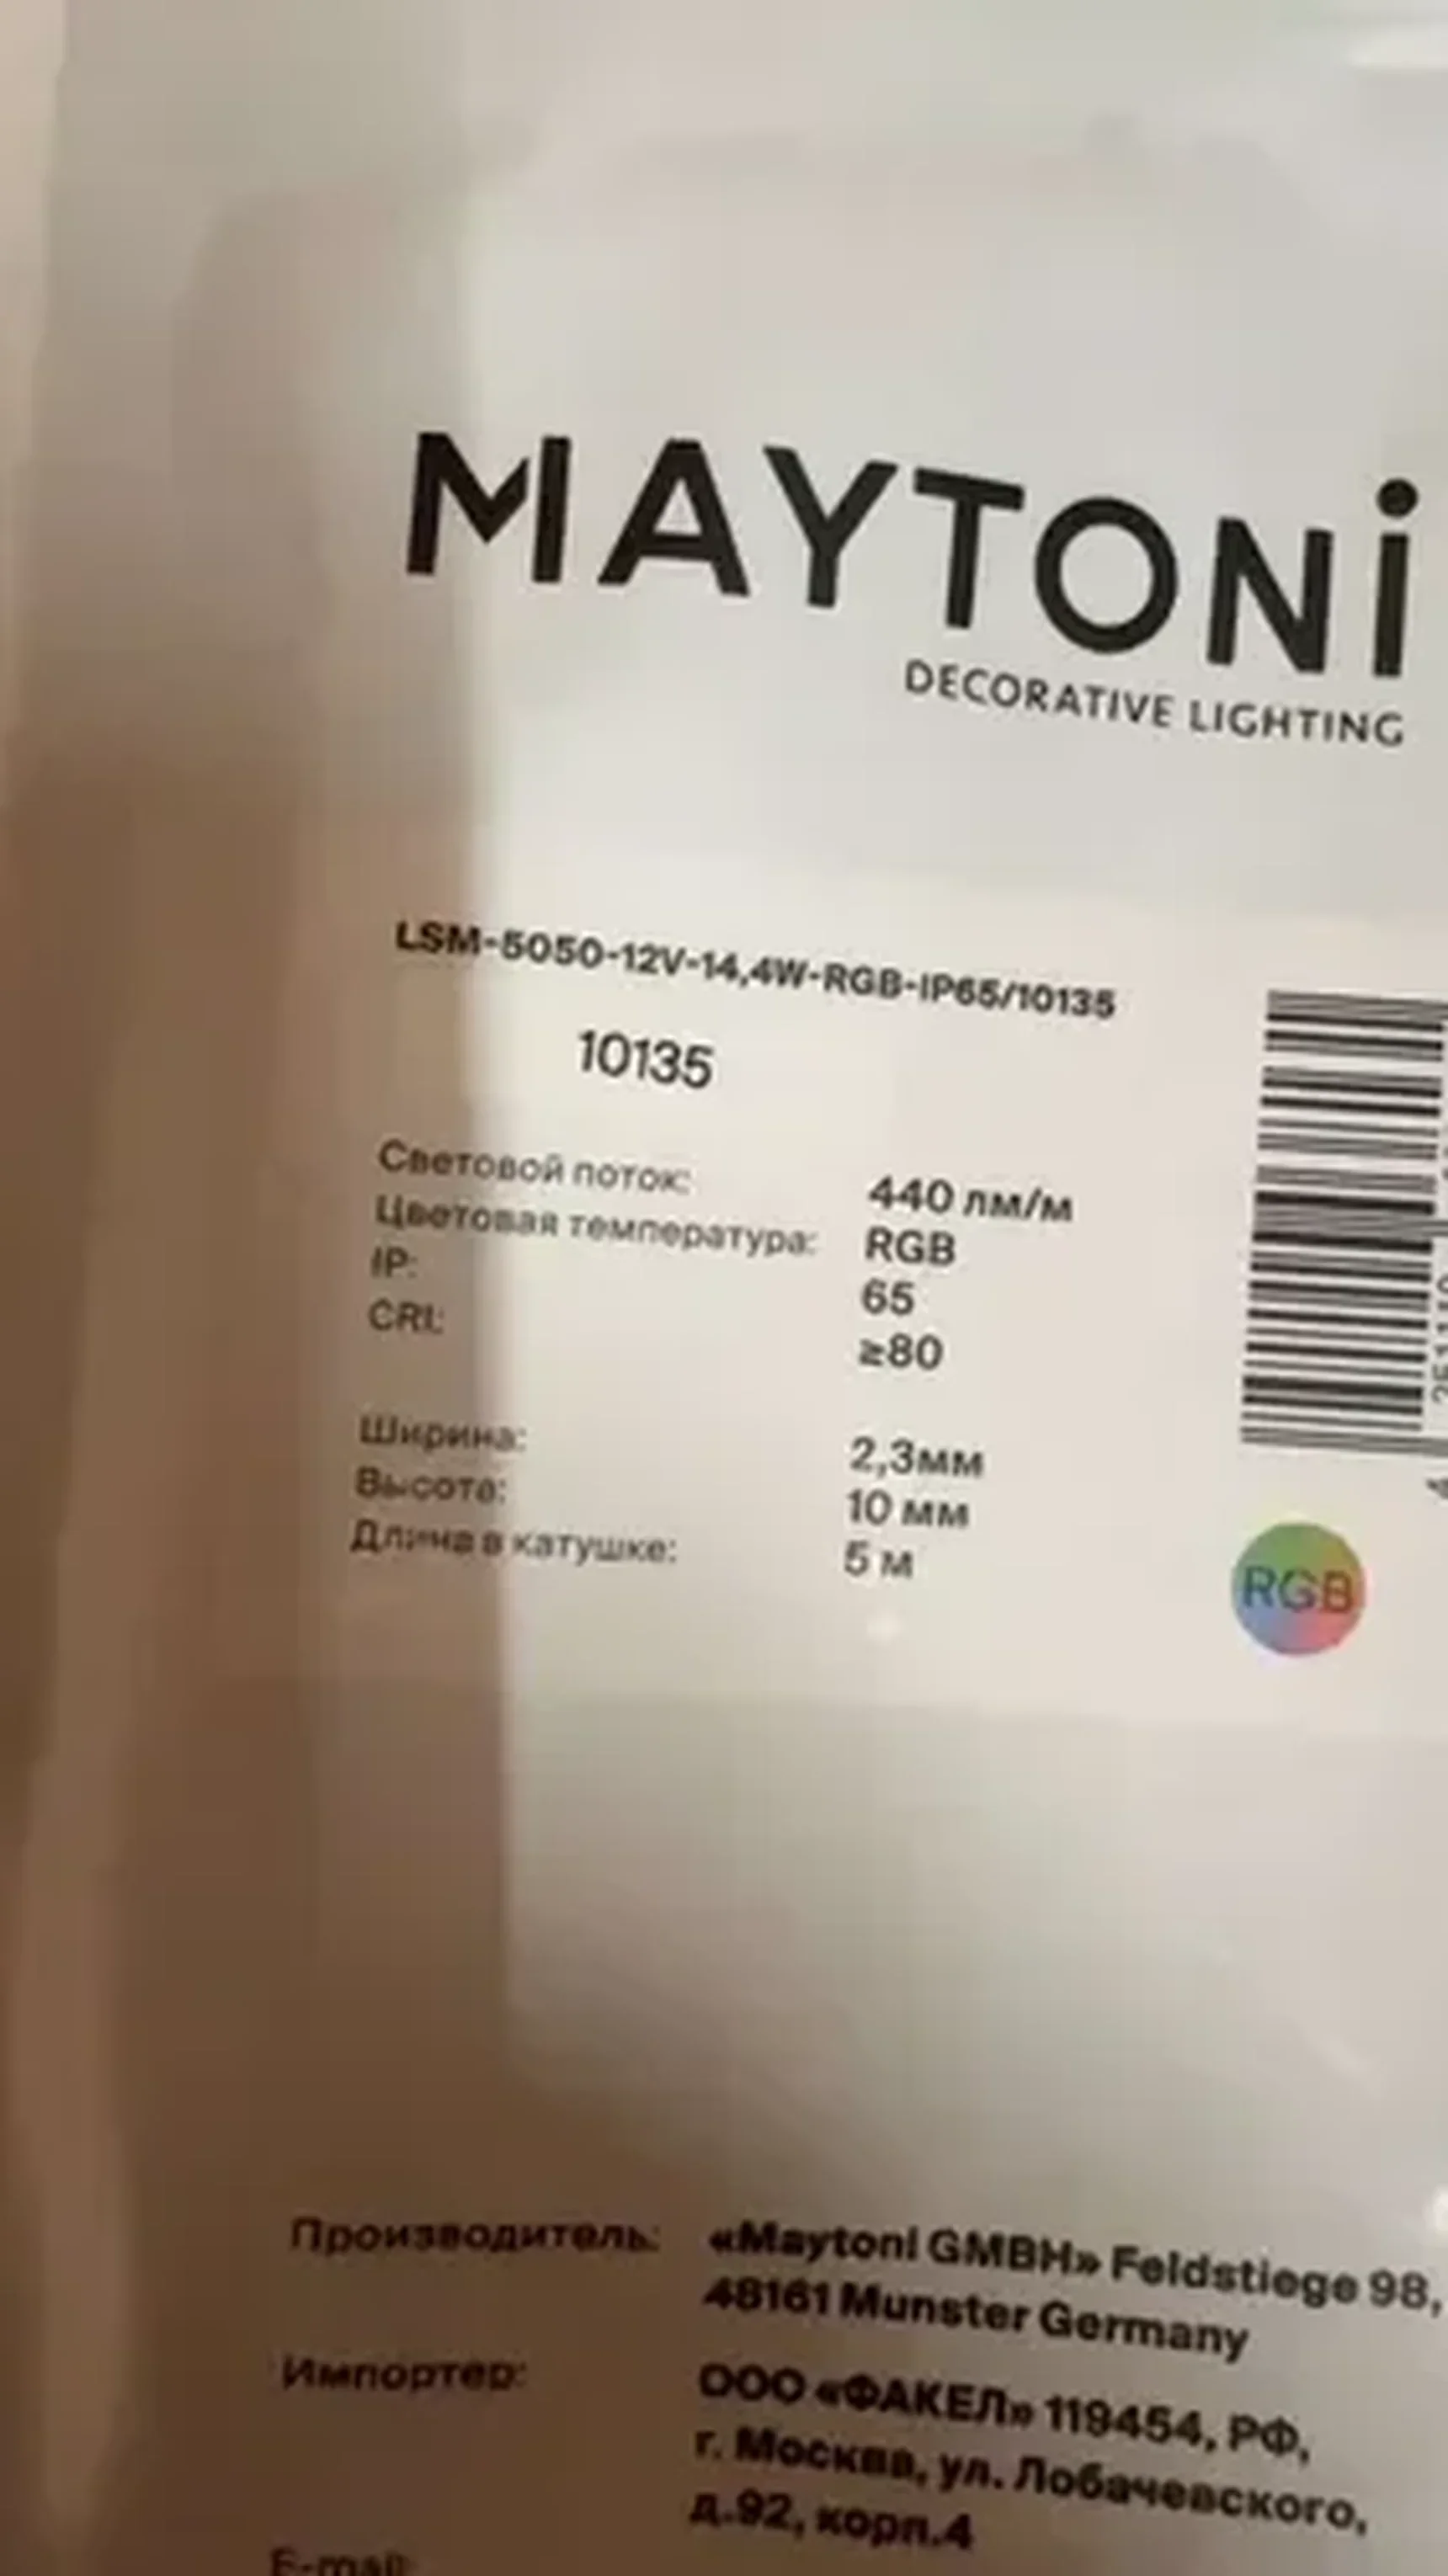 MAYTONi
DECORATIVE LIGHTING
LSM-5050-12V-14,4W-RGB-IP65/10135
10135
Световой поток: 440 лм/м
Цветовая температура: RGB
IP: 65
CRI: ≥80
Ширина: 2,3мм
Высота: 10 мм
Длина в катушке: 5 м
RGB
Производитель: «Maytoni GMBH» Feldstiege 98,
48161 Munster Germany
Импортер: ООО «ФАКЕЛ» 119454, РФ,
г. Москва, ул. Лобачевского,
д.92, корп.4
E-mail: